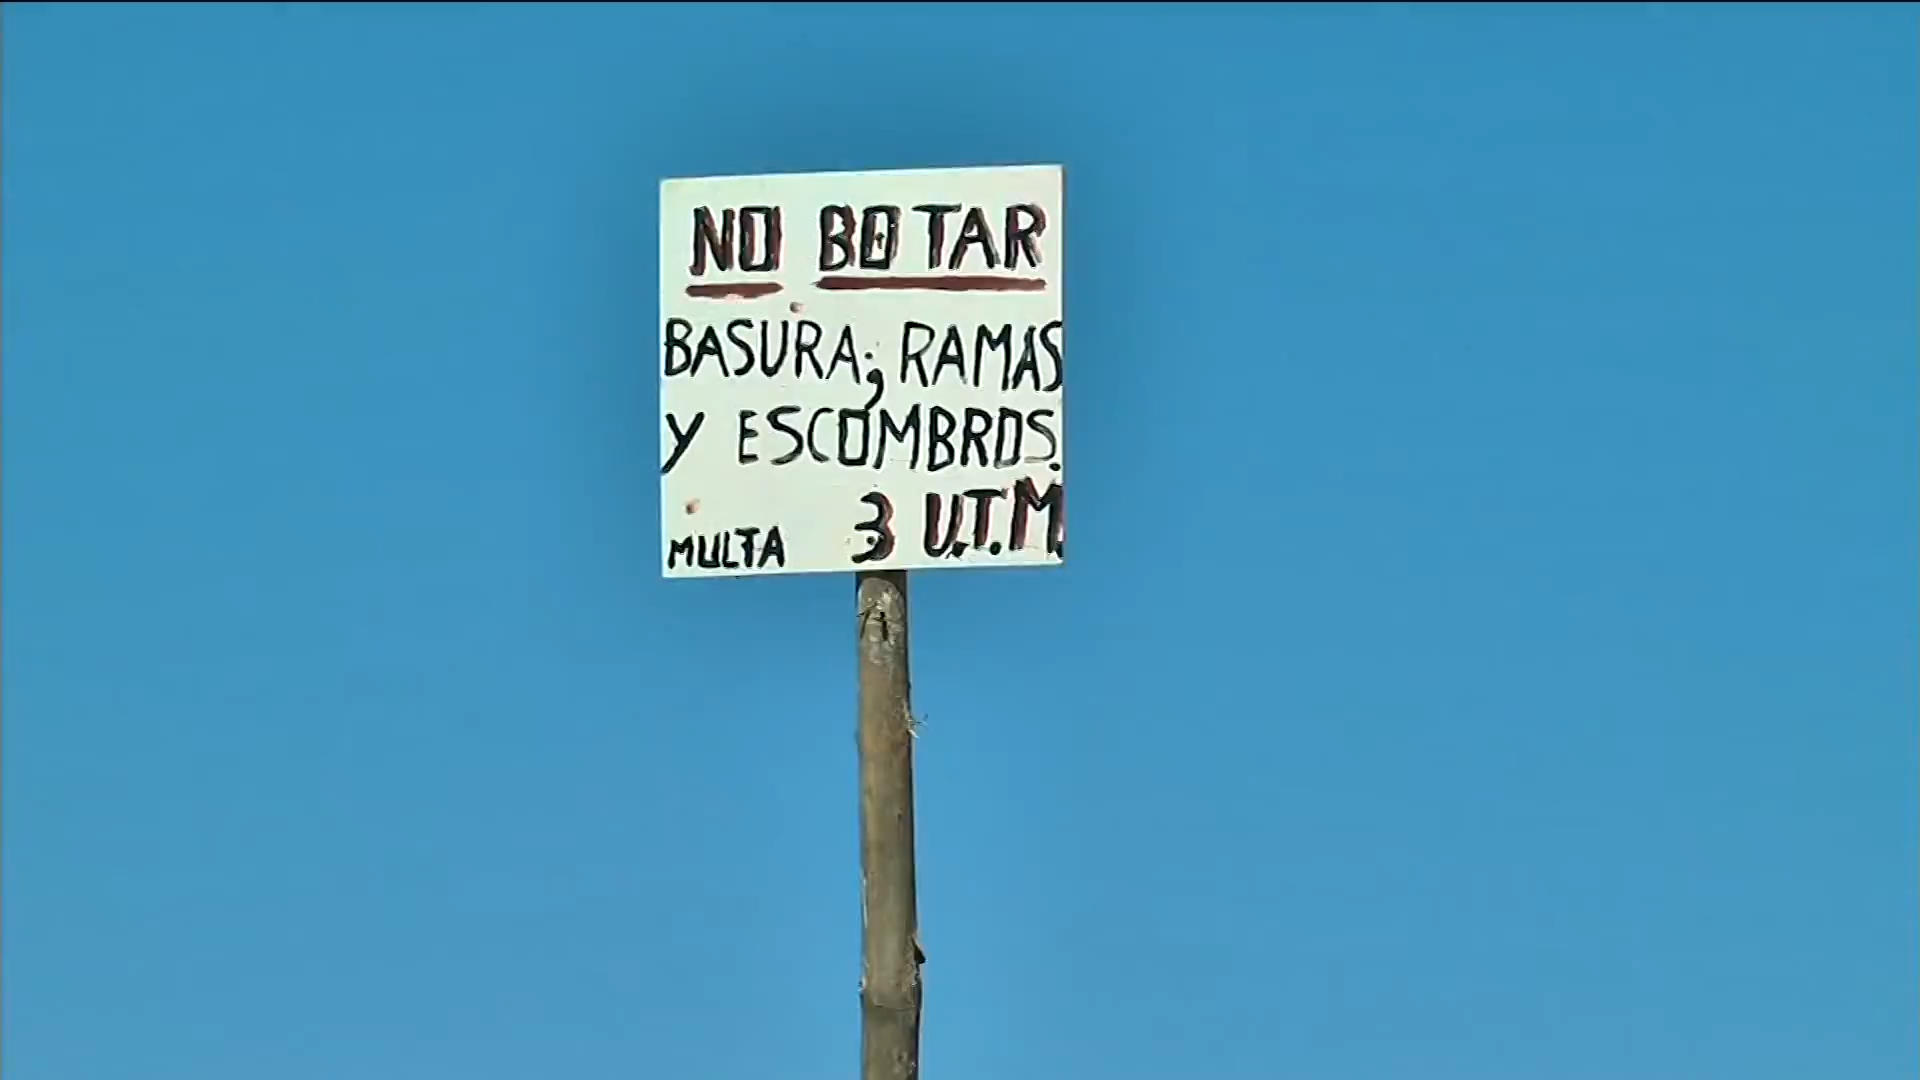 NO BOTAR
BASURA; RAMAS
Y ESCOMBROS.
MULTA 3 U.T.M.